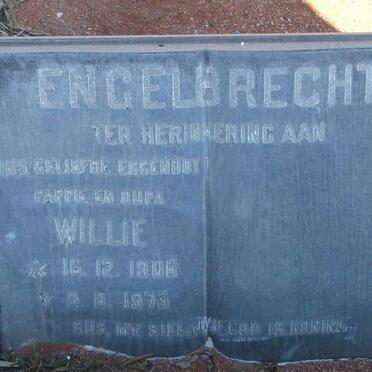 ENGELBRECHT
TER HERINNERING AAN
ONS GELIEFDE EGGENOOT
PAPPIE EN OUPA
WILLIE
* 16. 12. 1906
† 5. 8. 1973
RUS MY SIEL, JOU GOD IS KONING